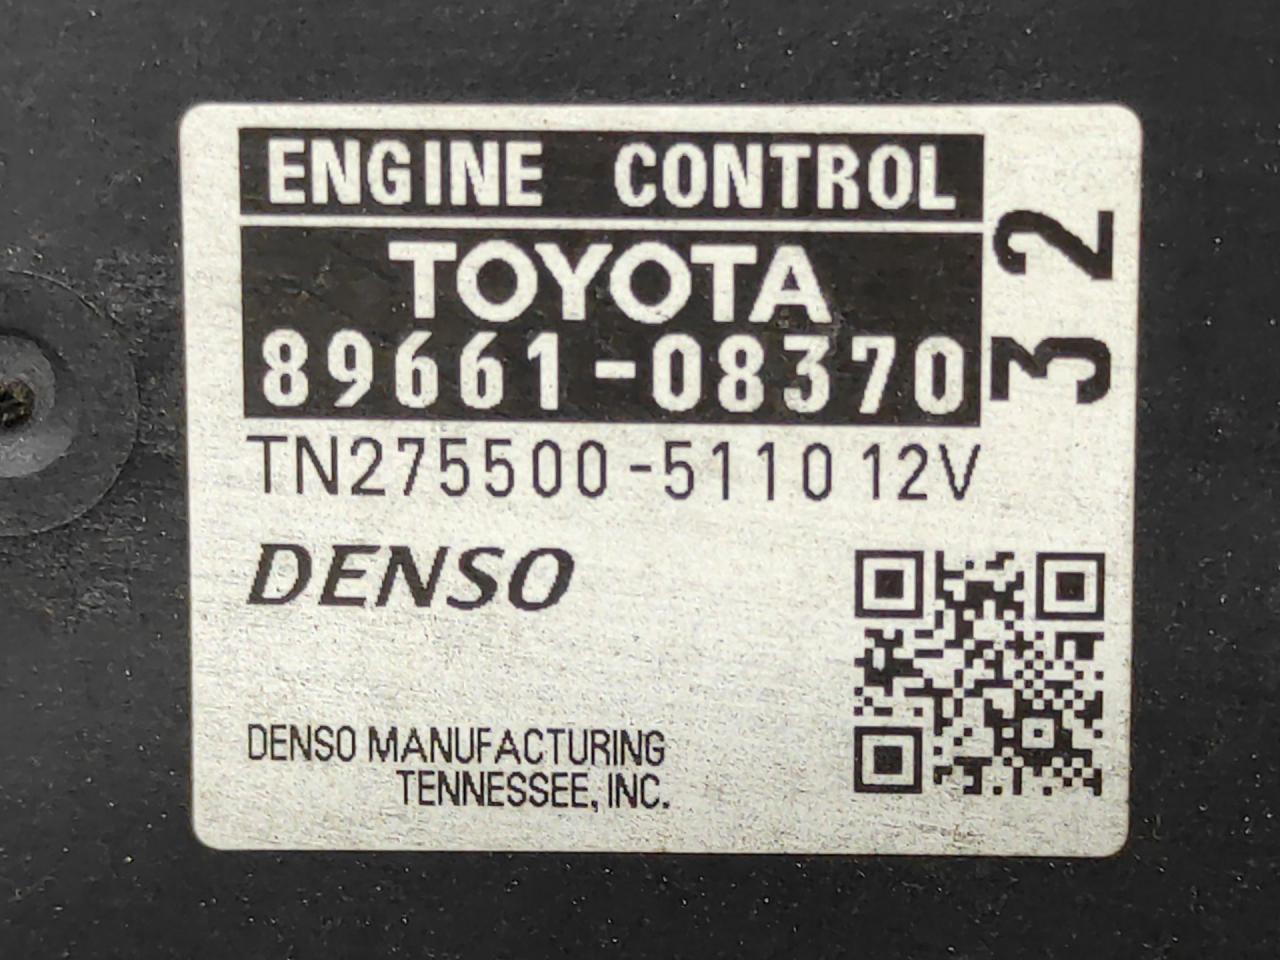 ENGINE CONTROL
TOYOTA
89661-08370
32
TN275500-5110 12V
DENSO
DENSO MANUFACTURING
TENNESSEE, INC.